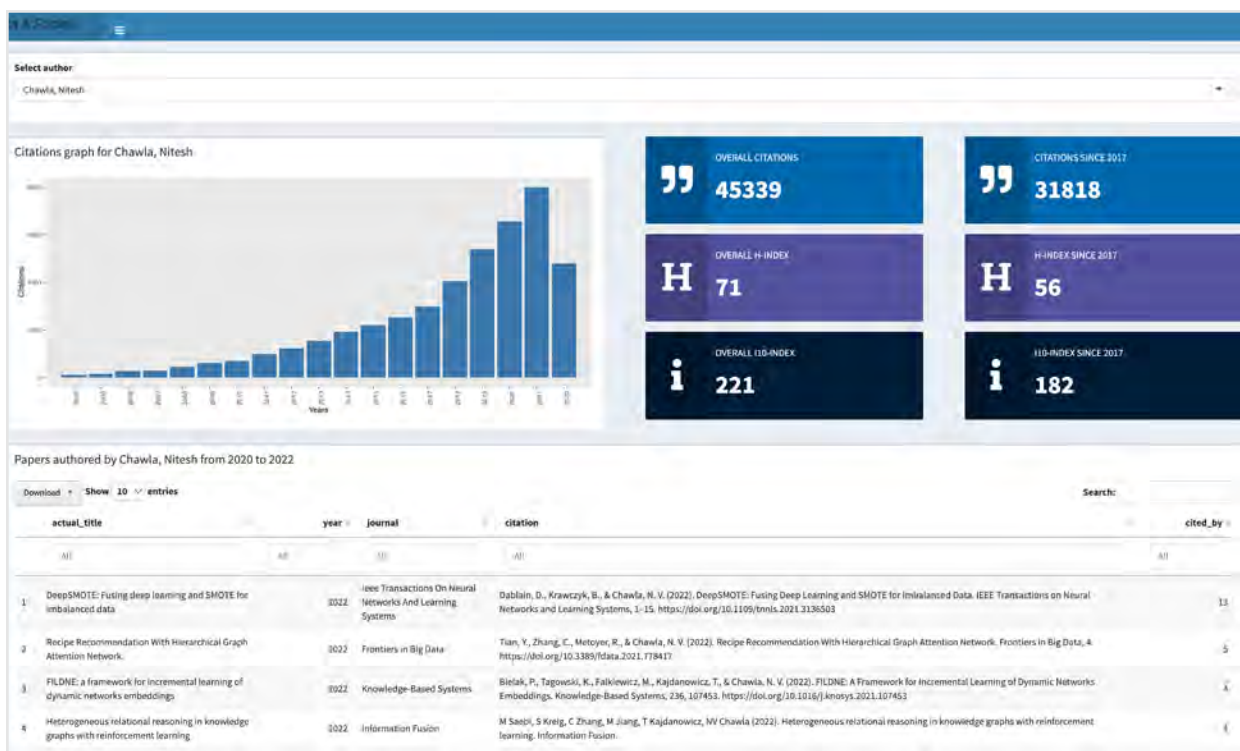 Select author
Chawla, Nitesh
Citations graph for Chawla, Nitesh
Citations
Years
OVERALL CITATIONS
45339
CITATIONS SINCE 2017
31818
H
OVERALL H-INDEX
71
H
H-INDEX SINCE 2017
56
i
OVERALL I10-INDEX
221
i
I10-INDEX SINCE 2017
182
Papers authored by Chawla, Nitesh from 2020 to 2022
Download Show 10 entries Search:
actual_title year journal citation cited_by
All All All All All
1 DeepSMOTE: Fusing deep learning and SMOTE for imbalanced data 2022 Ieee Transactions On Neural Networks And Learning Systems Dablain, D., Krawczyk, B., & Chawla, N. V. (2022). DeepSMOTE: Fusing Deep Learning and SMOTE for Imbalanced Data. IEEE Transactions on Neural Networks and Learning Systems, 1–15. https://doi.org/10.1109/tnnls.2021.3136503 13
2 Recipe Recommendation With Hierarchical Graph Attention Network. 2022 Frontiers in Big Data Tian, Y., Zhang, C., Metoyer, R., & Chawla, N. V. (2022). Recipe Recommendation With Hierarchical Graph Attention Network. Frontiers in Big Data, 4. https://doi.org/10.3389/fdata.2021.778417 5
3 FILDNE: a framework for incremental learning of dynamic networks embeddings 2022 Knowledge-Based Systems Bielak, P., Tagowski, K., Falkiewicz, M., Kajdanowicz, T., & Chawla, N. V. (2022). FILDNE: A Framework for Incremental Learning of Dynamic Networks Embeddings. Knowledge-Based Systems, 236, 107453. https://doi.org/10.1016/j.knosys.2021.107453 4
4 Heterogeneous relational reasoning in knowledge graphs with reinforcement learning 2022 Information Fusion M Saebi, S Kreig, C Zhang, M Jiang, T Kajdanowicz, NV Chawla (2022). Heterogeneous relational reasoning in knowledge graphs with reinforcement learning. Information Fusion.